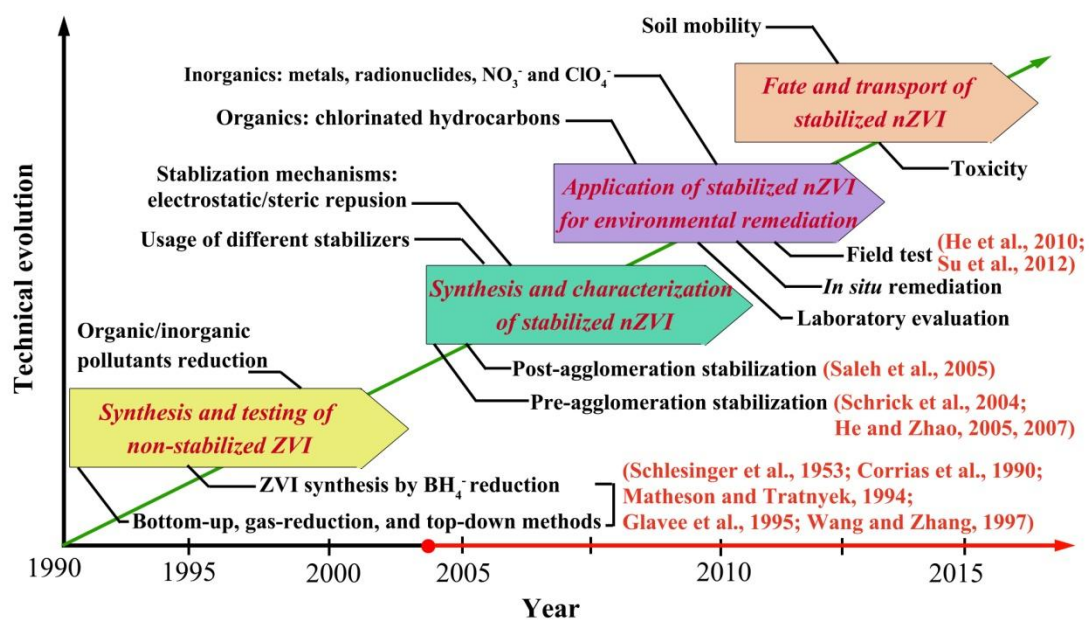 Technical evolution
Soil mobility
Inorganics: metals, radionuclides, NO₃⁻ and ClO₄⁻
Fate and transport of
stabilized nZVI
Organics: chlorinated hydrocarbons
Toxicity
Stablization mechanisms:
electrostatic/steric repusion
Application of stabilized nZVI
for environmental remediation
Usage of different stabilizers
Field test (He et al., 2010;
Su et al., 2012)
In situ remediation
Laboratory evaluation
Synthesis and characterization
of stabilized nZVI
Organic/inorganic
pollutants reduction
Post-agglomeration stabilization (Saleh et al., 2005)
Pre-agglomeration stabilization (Schrick et al., 2004;
He and Zhao, 2005, 2007)
Synthesis and testing of
non-stabilized ZVI
ZVI synthesis by BH₄⁻ reduction
Bottom-up, gas-reduction, and top-down methods
(Schlesinger et al., 1953; Corrias et al., 1990;
Matheson and Tratnyek, 1994;
Glavee et al., 1995; Wang and Zhang, 1997)
1990 1995 2000 2005 2010 2015
Year